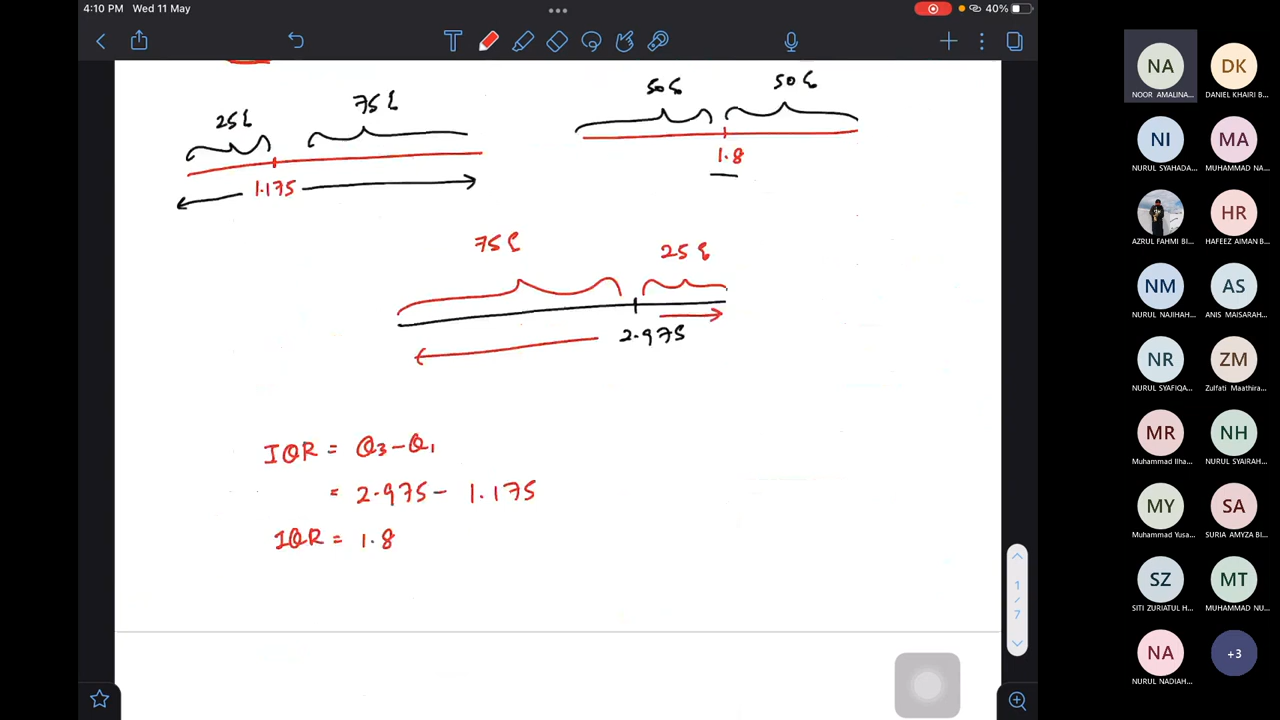 4:10 PM Wed 11 May
40%
25%
75%
1.175
50%
50%
1.8
75%
25%
2.975
IQR = Q3 - Q1
= 2.975 - 1.175
IQR = 1.8
1
/
7
NA
NOOR AMALINA...
DK
DANIEL KHAIRI B...
NI
NURUL SYAHADA...
MA
MUHAMMAD NA...
AZRUL FAHMI BI...
HR
HAFEEZ AIMAN B...
NM
NURUL NAJIHAH...
AS
ANIS MAISARAH...
NR
NURUL SYAFIQA...
ZM
Zulfati Maathira...
MR
Muhammad Ilha...
NH
NURUL SYAIRAH...
MY
Muhammad Yusa...
SA
SURIA AMYZA BI...
SZ
SITI ZURIATUL H...
MT
MUHAMMAD NU...
NA
NURUL NADIAH...
+3